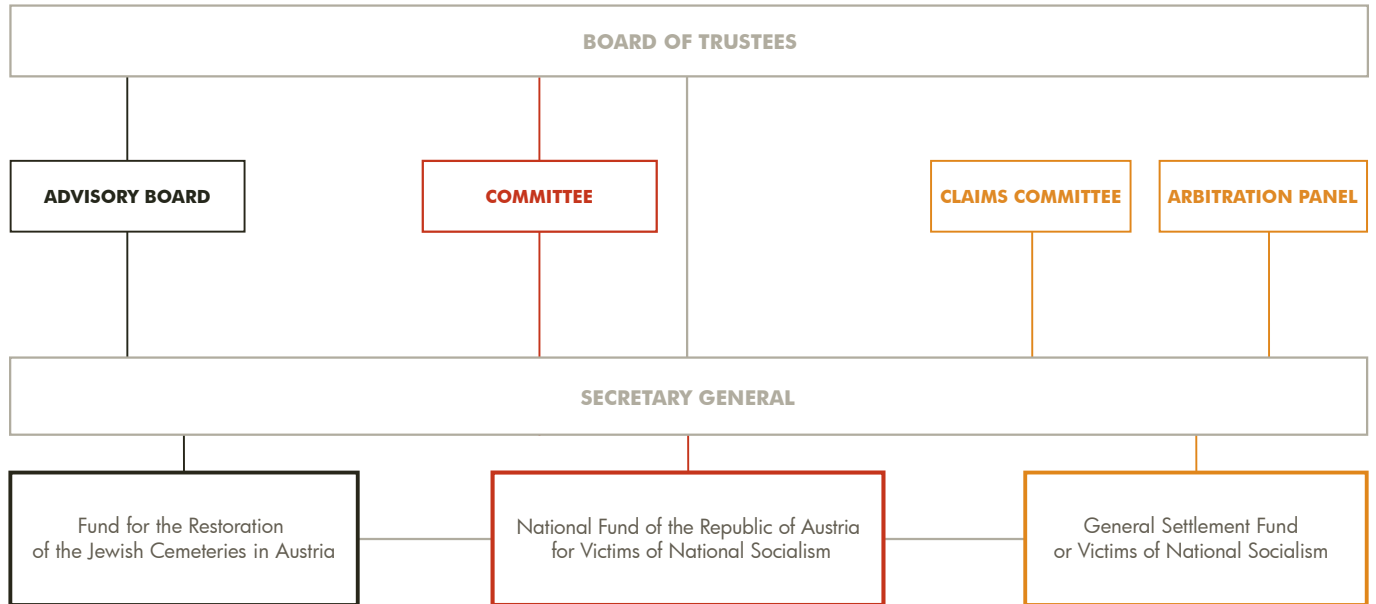 BOARD OF TRUSTEES
ADVISORY BOARD
COMMITTEE
CLAIMS COMMITTEE
ARBITRATION PANEL
SECRETARY GENERAL
Fund for the Restoration
of the Jewish Cemeteries in Austria
National Fund of the Republic of Austria
for Victims of National Socialism
General Settlement Fund
or Victims of National Socialism